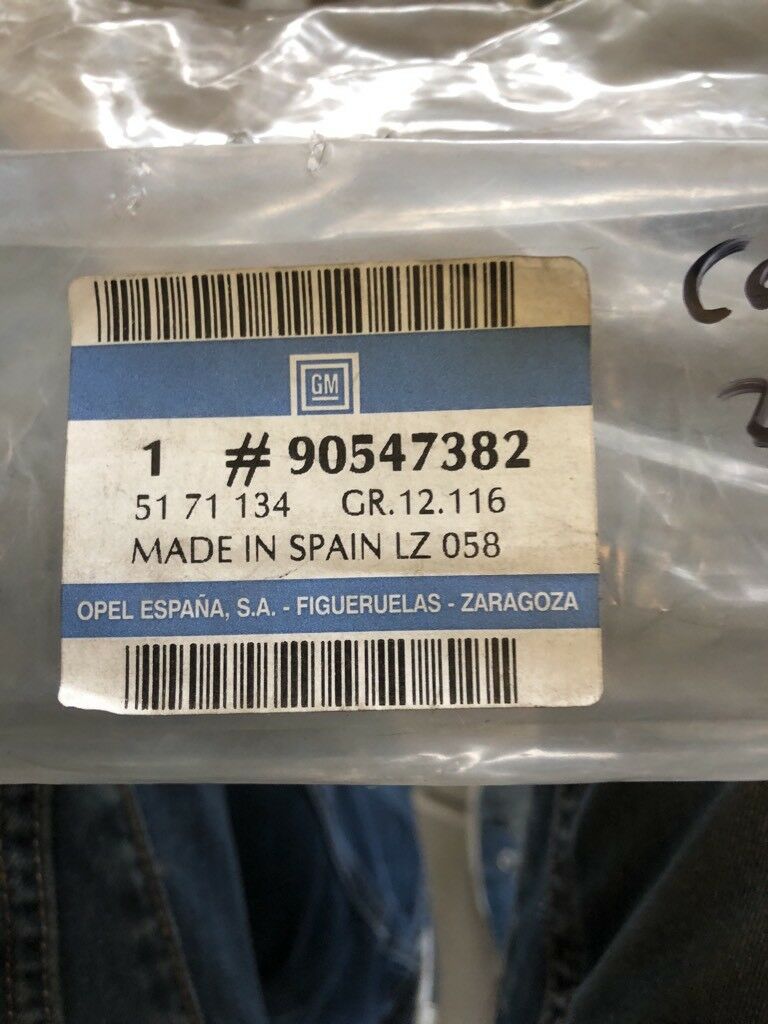 GM
1 # 90547382
51 71 134 GR.12.116
MADE IN SPAIN LZ 058
OPEL ESPAÑA, S.A. - FIGUERUELAS - ZARAGOZA